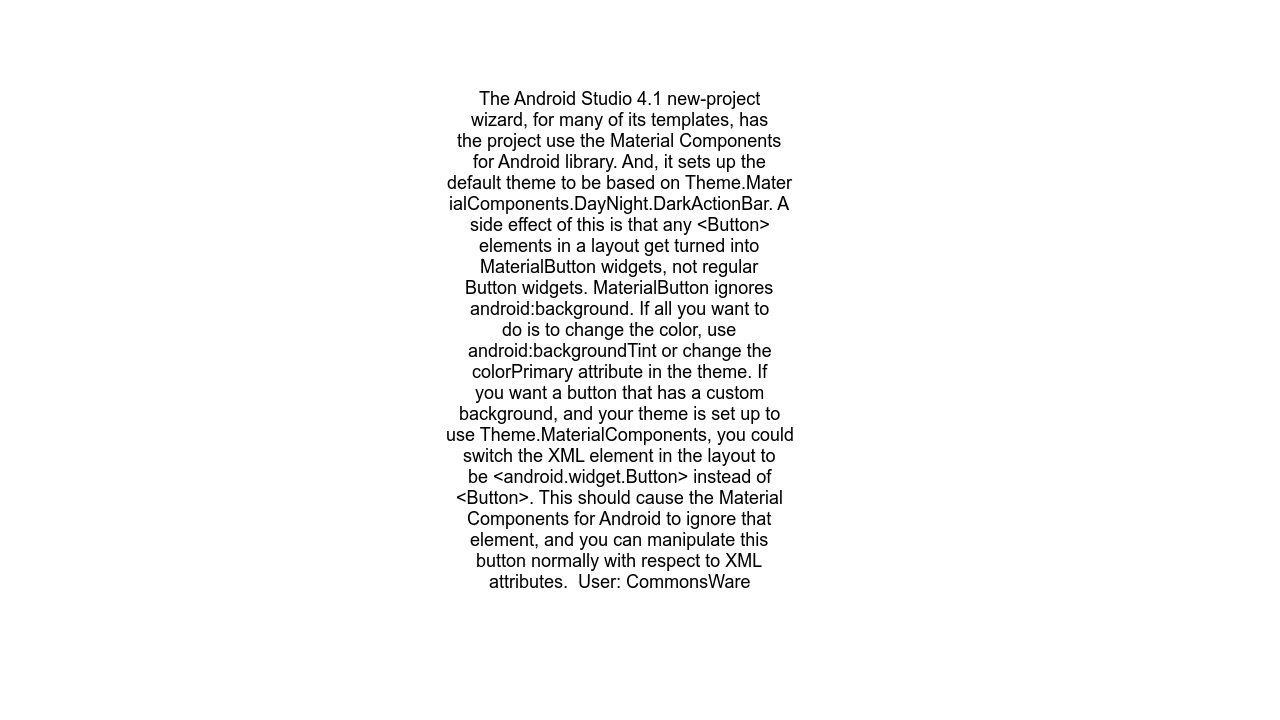 The Android Studio 4.1 new-project
wizard, for many of its templates, has
the project use the Material Components
for Android library. And, it sets up the
default theme to be based on Theme.Mater
ialComponents.DayNight.DarkActionBar. A
side effect of this is that any <Button>
elements in a layout get turned into
MaterialButton widgets, not regular
Button widgets. MaterialButton ignores
android:background. If all you want to
do is to change the color, use
android:backgroundTint or change the
colorPrimary attribute in the theme. If
you want a button that has a custom
background, and your theme is set up to
use Theme.MaterialComponents, you could
switch the XML element in the layout to
be <android.widget.Button> instead of
<Button>. This should cause the Material
Components for Android to ignore that
element, and you can manipulate this
button normally with respect to XML
attributes.  User: CommonsWare